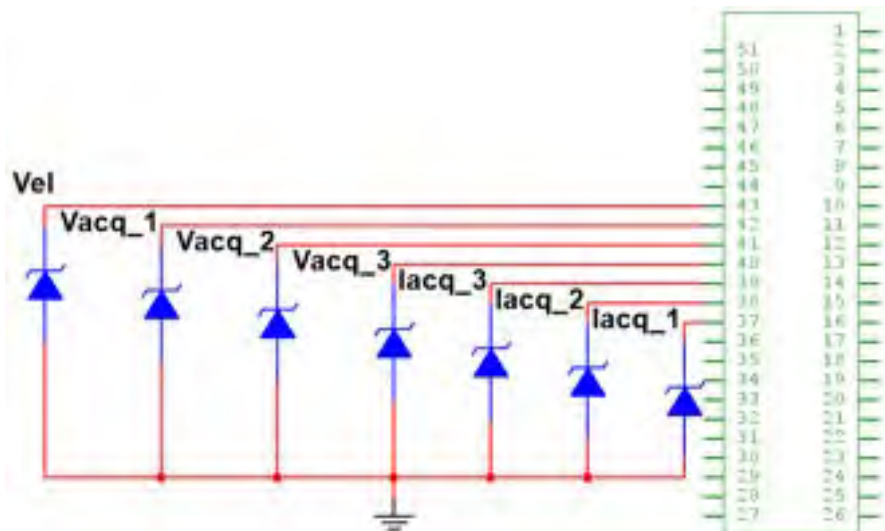 1
51 2
50 3
49 4
48 5
47 6
46 7
45 8
44 9
Vel 43 10
Vacq_1 42 11
Vacq_2 41 12
Vacq_3 40 13
Iacq_3 39 14
Iacq_2 38 15
Iacq_1 37 16
36 17
35 18
34 19
33 20
32 21
31 22
30 23
29 24
28 25
27 26